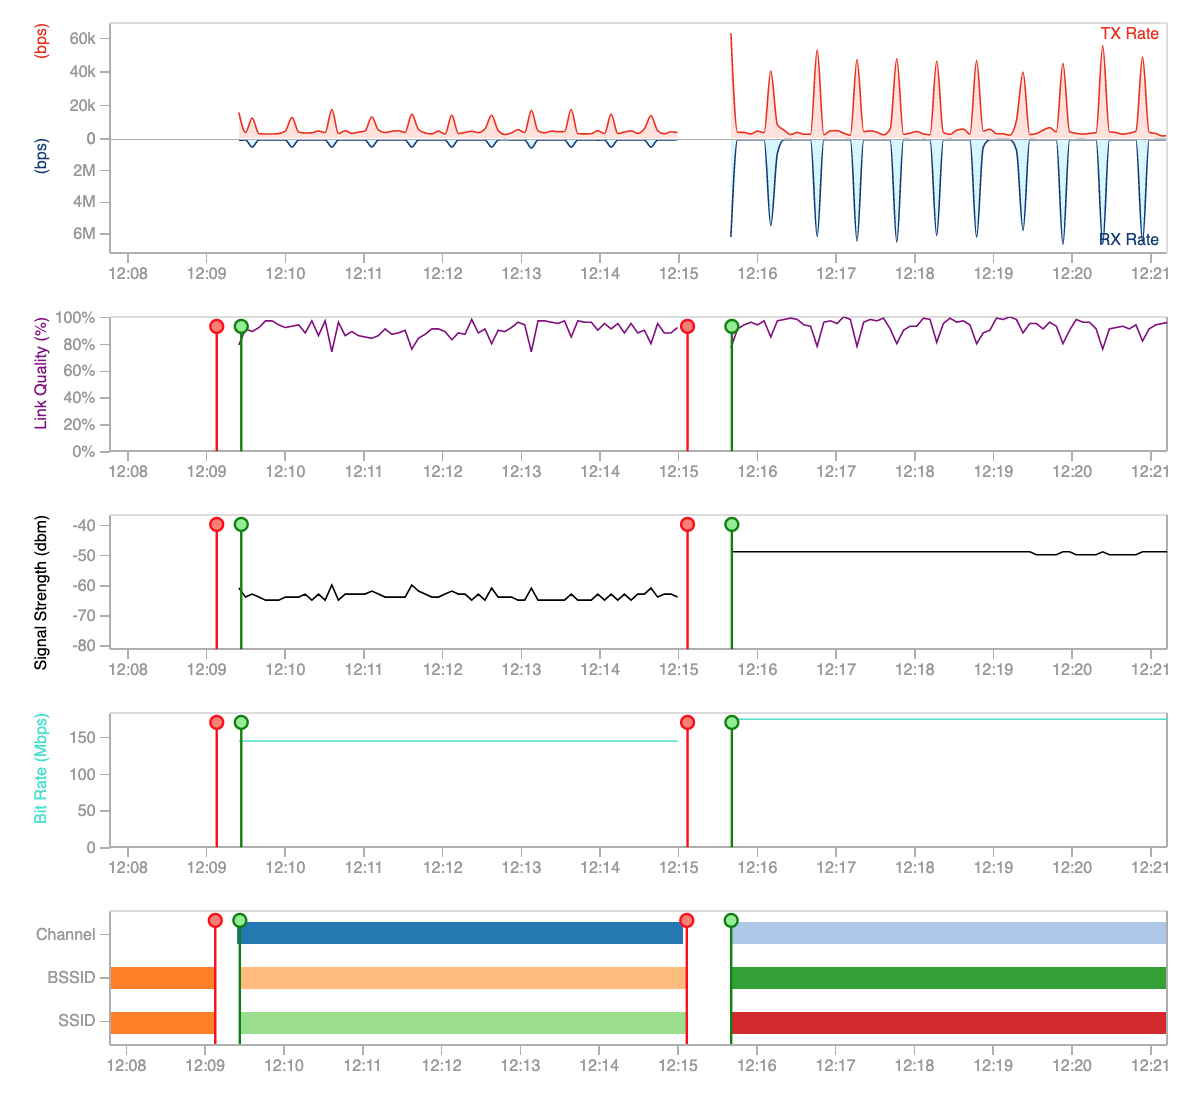 (bps)
60k
40k
20k
0
TX Rate
(bps)
2M
4M
6M
RX Rate
12:08 12:09 12:10 12:11 12:12 12:13 12:14 12:15 12:16 12:17 12:18 12:19 12:20 12:21
Link Quality (%)
100%
80%
60%
40%
20%
0%
12:08 12:09 12:10 12:11 12:12 12:13 12:14 12:15 12:16 12:17 12:18 12:19 12:20 12:21
Signal Strength (dbm)
-40
-50
-60
-70
-80
12:08 12:09 12:10 12:11 12:12 12:13 12:14 12:15 12:16 12:17 12:18 12:19 12:20 12:21
Bit Rate (Mbps)
150
100
50
0
12:08 12:09 12:10 12:11 12:12 12:13 12:14 12:15 12:16 12:17 12:18 12:19 12:20 12:21
Channel
BSSID
SSID
12:08 12:09 12:10 12:11 12:12 12:13 12:14 12:15 12:16 12:17 12:18 12:19 12:20 12:21